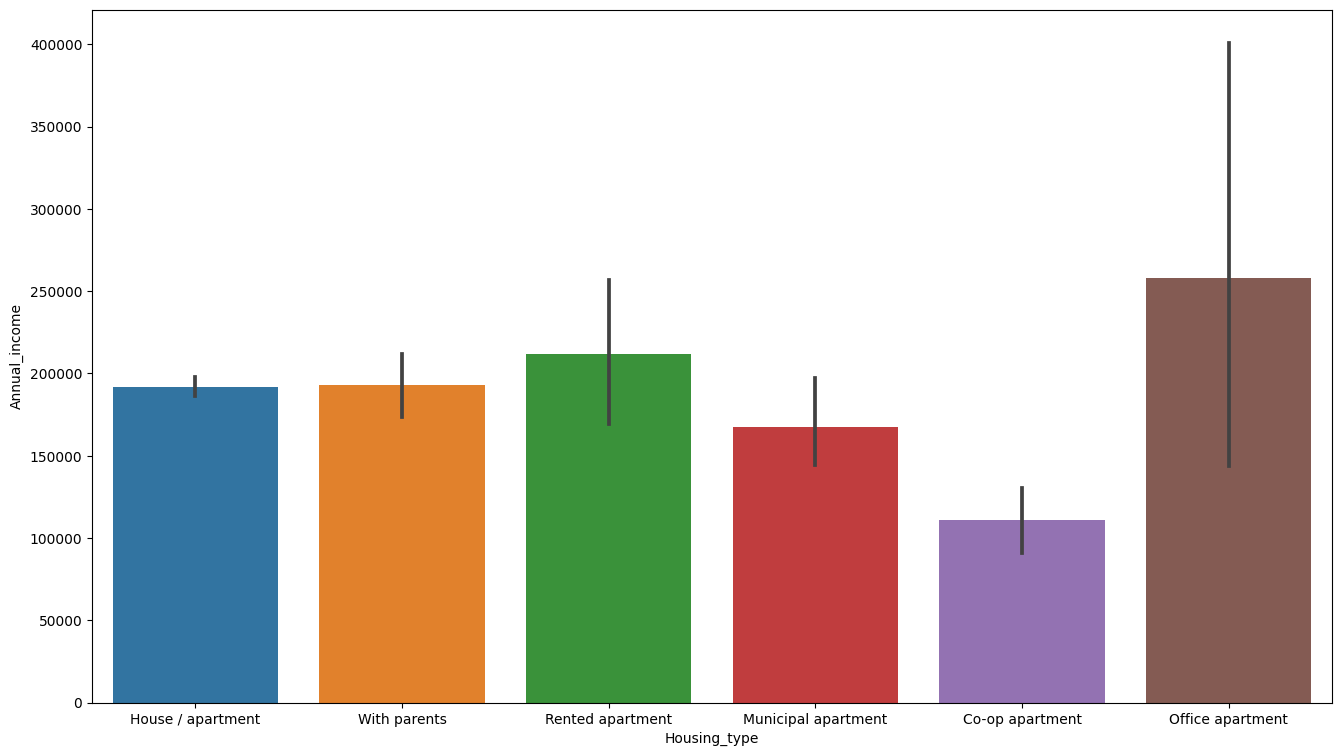 400000
350000
300000
250000
200000
150000
100000
50000
0
Annual_income
House / apartment
With parents
Rented apartment
Municipal apartment
Co-op apartment
Office apartment
Housing_type